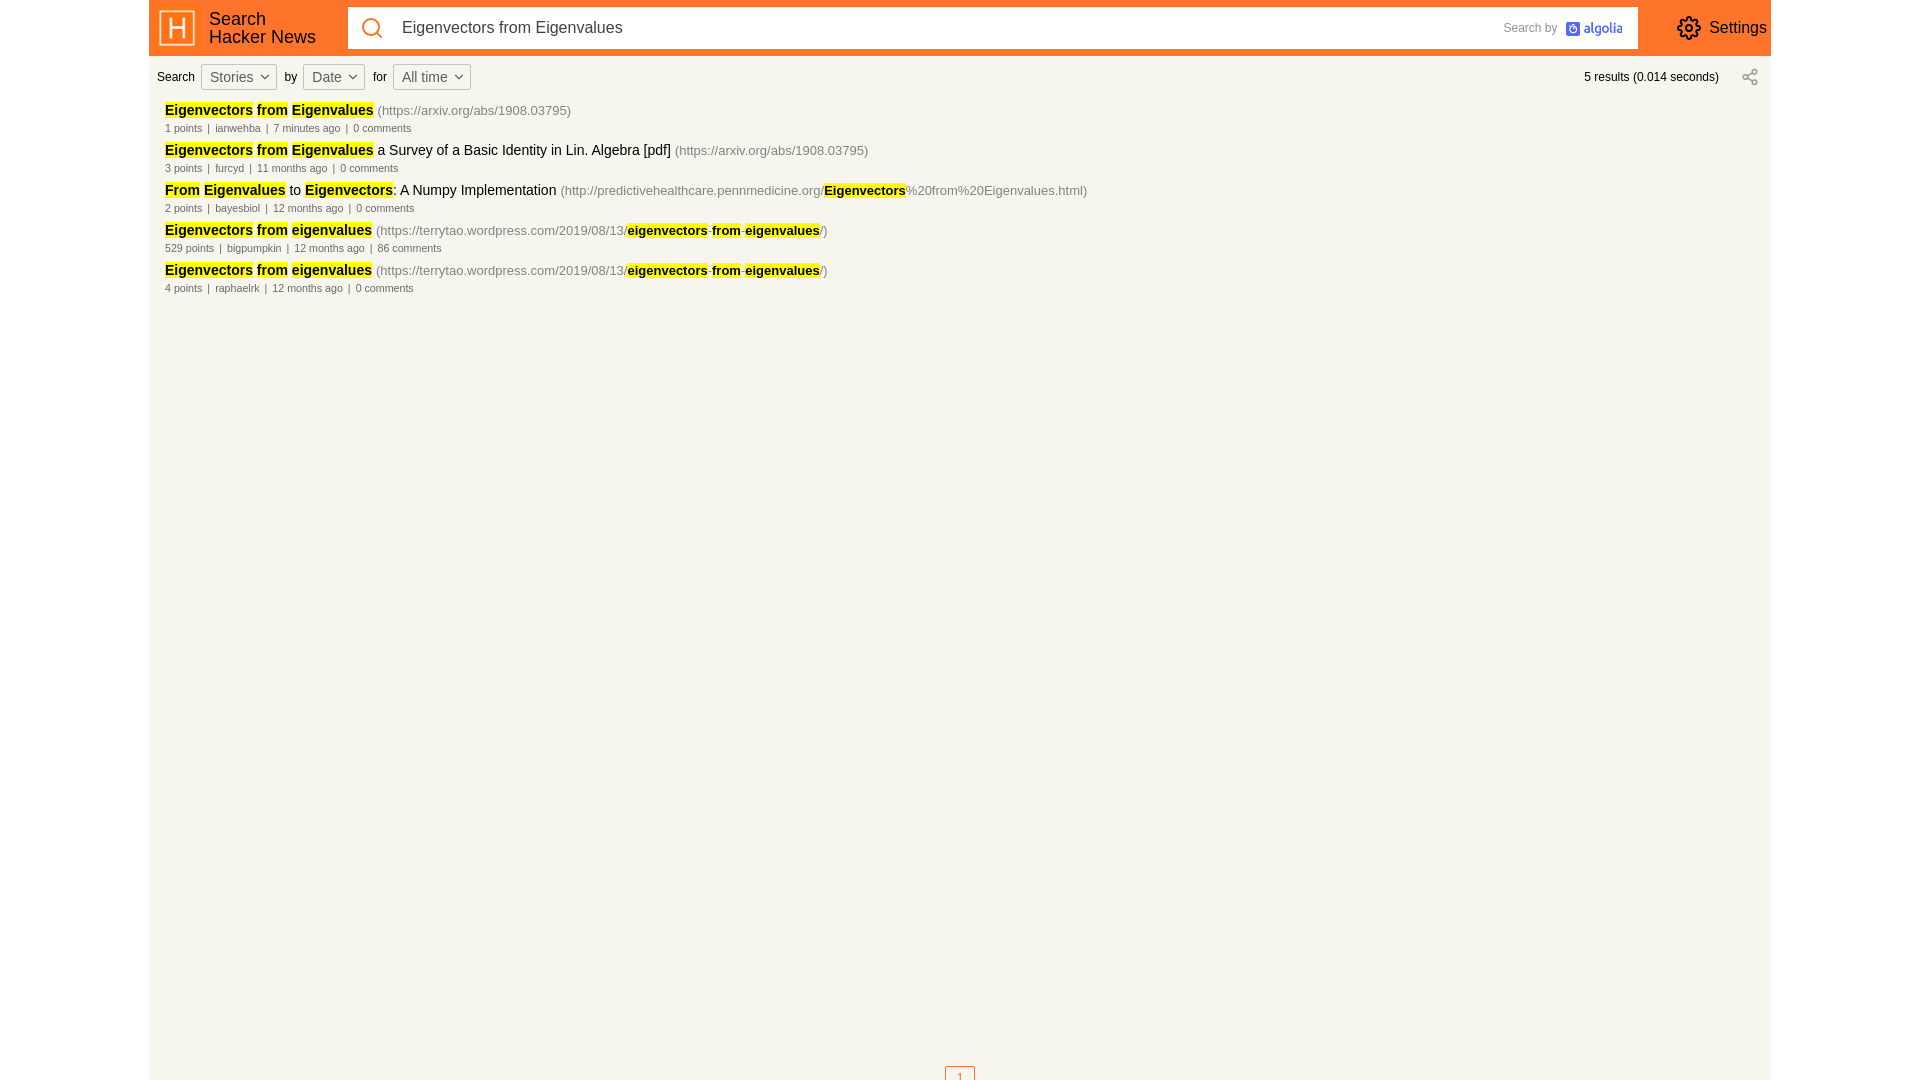 H
Search
Hacker News
Eigenvectors from Eigenvalues
Search by algolia
Settings
Search Stories by Date for All time
5 results (0.014 seconds)
Eigenvectors from Eigenvalues (https://arxiv.org/abs/1908.03795)
1 points | ianwehba | 7 minutes ago | 0 comments
Eigenvectors from Eigenvalues a Survey of a Basic Identity in Lin. Algebra [pdf] (https://arxiv.org/abs/1908.03795)
3 points | furcyd | 11 months ago | 0 comments
From Eigenvalues to Eigenvectors: A Numpy Implementation (http://predictivehealthcare.pennmedicine.org/Eigenvectors%20from%20Eigenvalues.html)
2 points | bayesbiol | 12 months ago | 0 comments
Eigenvectors from eigenvalues (https://terrytao.wordpress.com/2019/08/13/eigenvectors-from-eigenvalues/)
529 points | bigpumpkin | 12 months ago | 86 comments
Eigenvectors from eigenvalues (https://terrytao.wordpress.com/2019/08/13/eigenvectors-from-eigenvalues/)
4 points | raphaelrk | 12 months ago | 0 comments
1